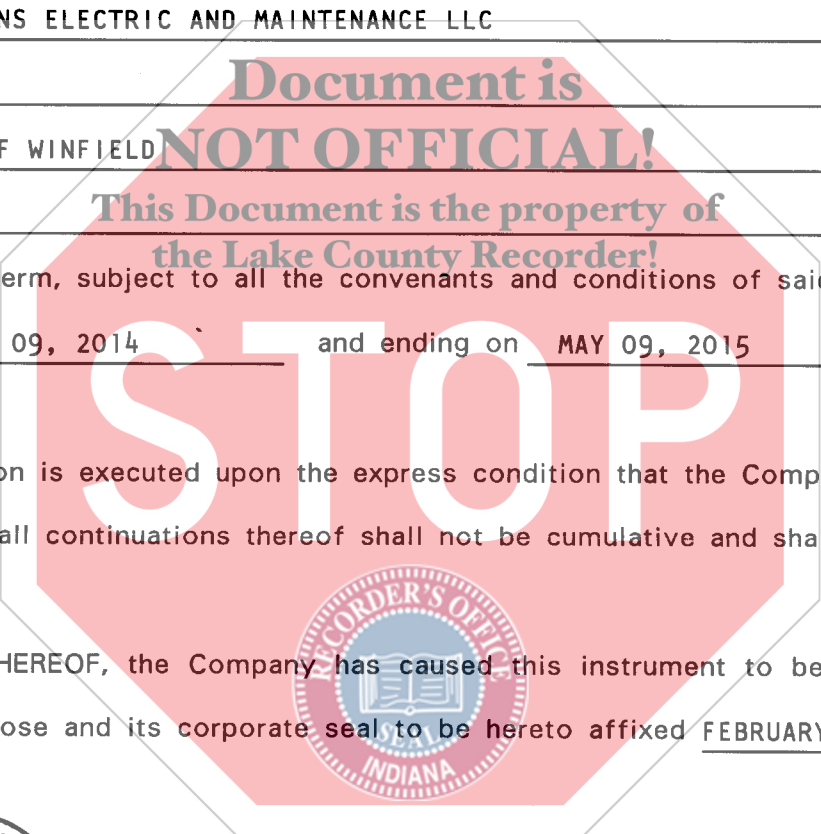 NS ELECTRIC AND MAINTENANCE LLC
Document is
F WINFIELD NOT OFFICIAL!
This Document is the property of
the Lake County Recorder!
erm, subject to all the convenants and conditions of said
09, 2014 and ending on MAY 09, 2015
STOP
on is executed upon the express condition that the Comp
all continuations thereof shall not be cumulative and sha
RECORDER'S OFFICE
HEREOF, the Company has caused this instrument to be
ose and its corporate seal to be hereto affixed FEBRUARY
SEAL
INDIANA